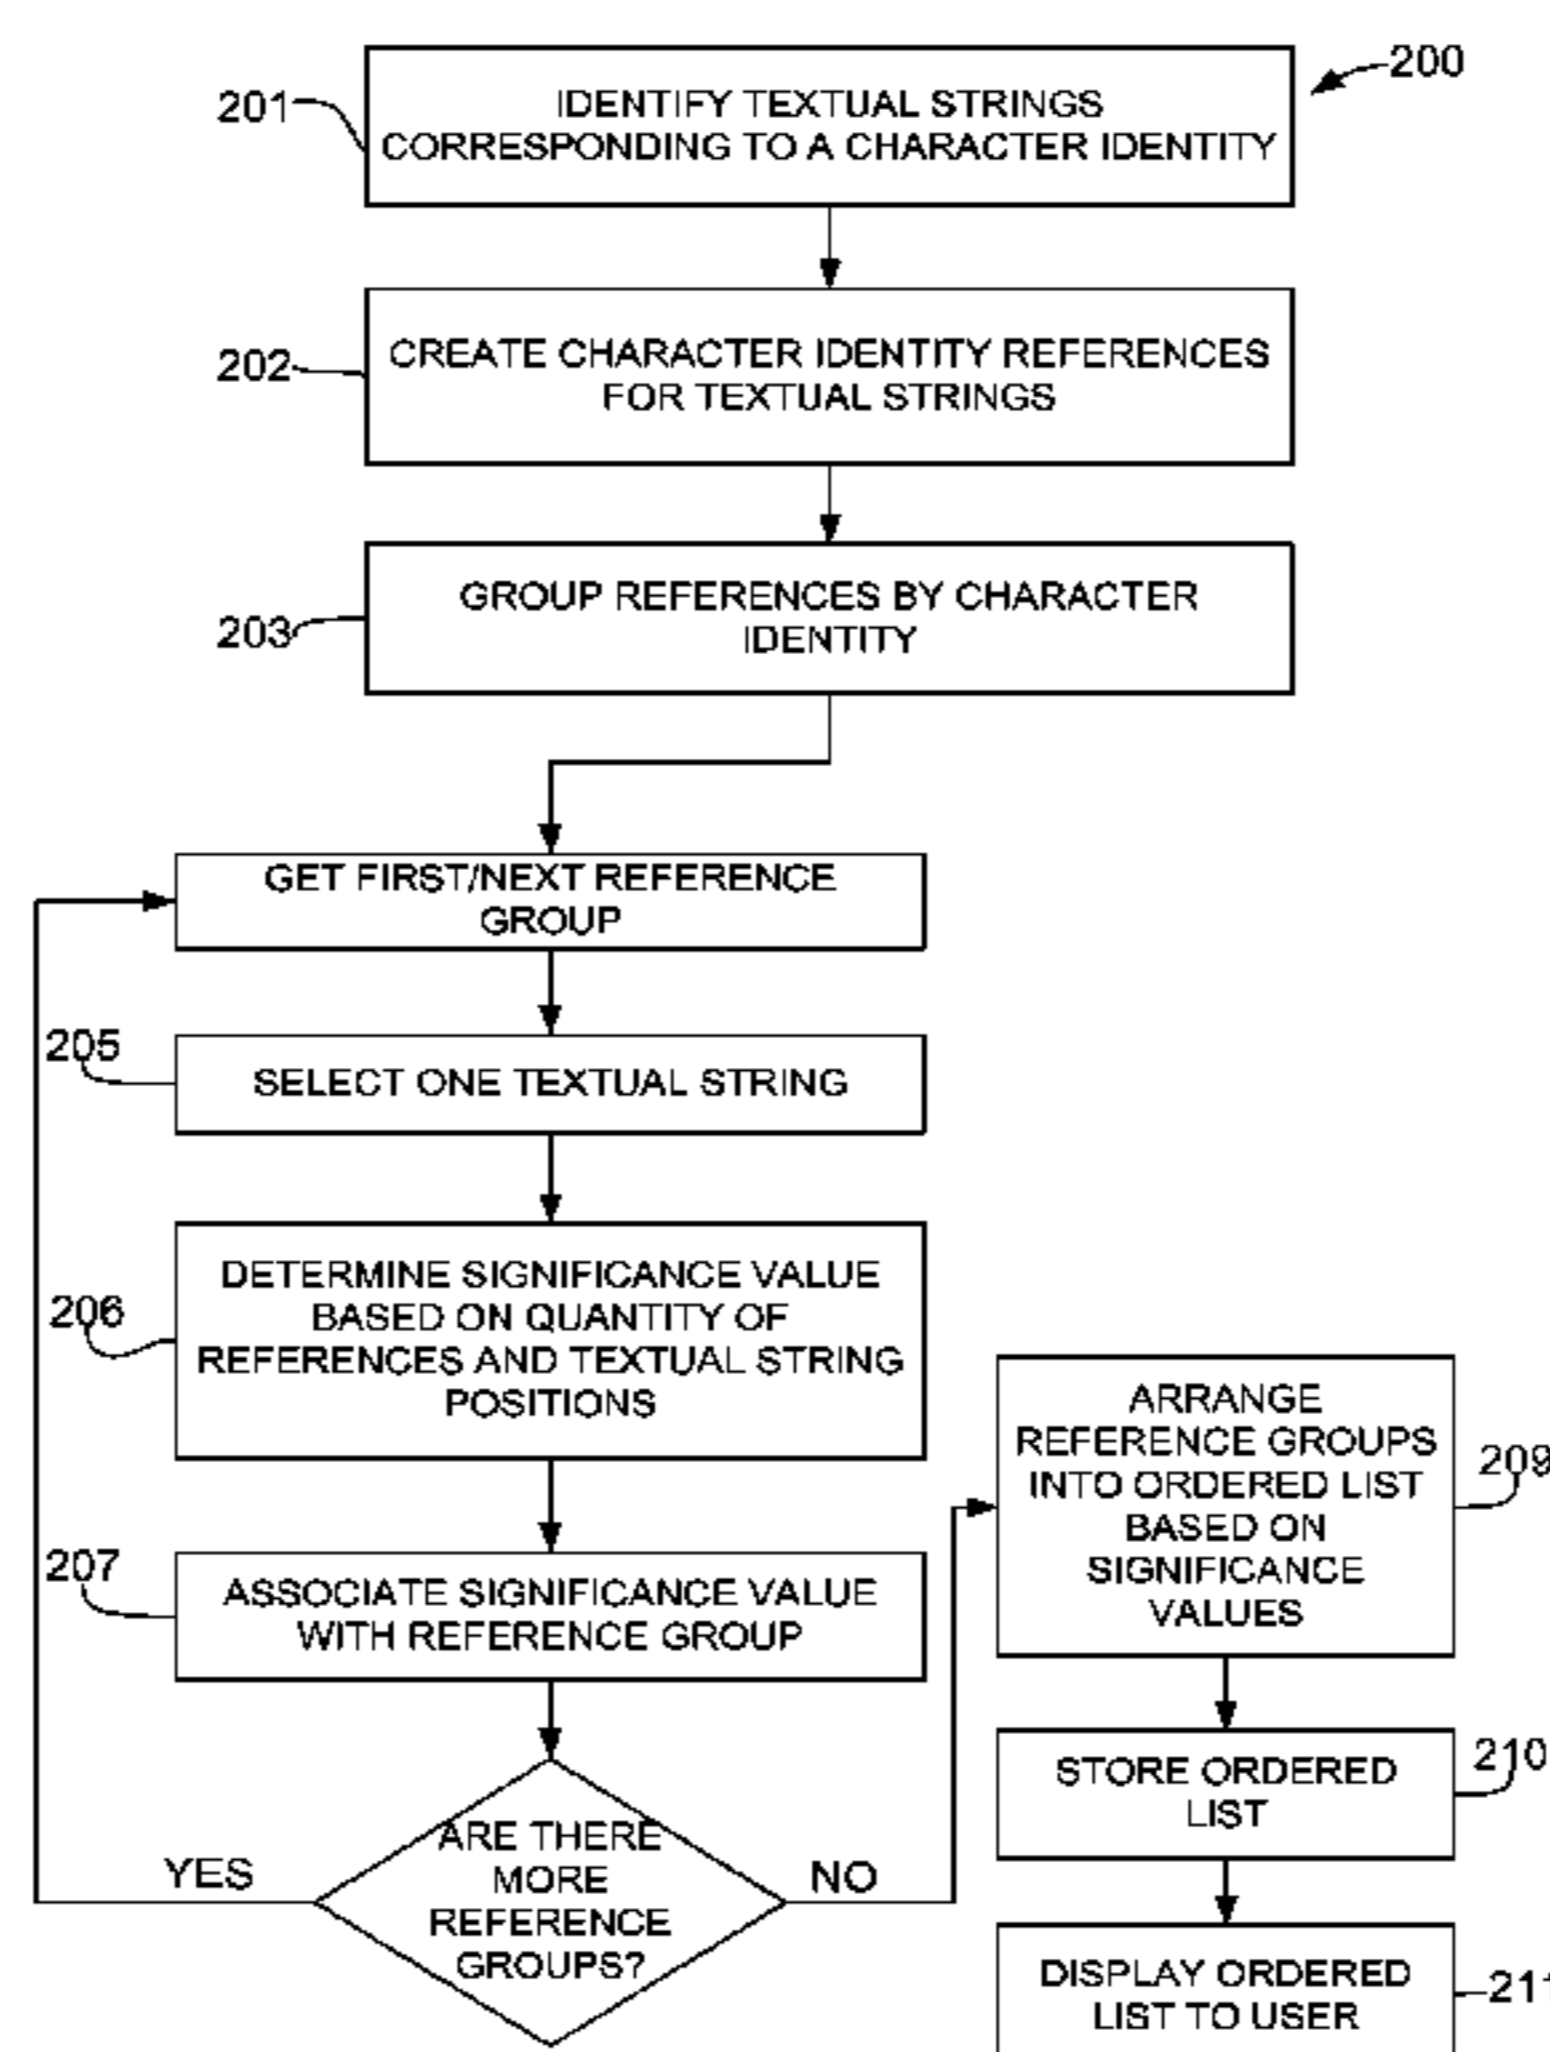 200
201
IDENTIFY TEXTUAL STRINGS
CORRESPONDING TO A CHARACTER IDENTITY
202
CREATE CHARACTER IDENTITY REFERENCES
FOR TEXTUAL STRINGS
203
GROUP REFERENCES BY CHARACTER
IDENTITY
GET FIRST/NEXT REFERENCE
GROUP
205
SELECT ONE TEXTUAL STRING
206
DETERMINE SIGNIFICANCE VALUE
BASED ON QUANTITY OF
REFERENCES AND TEXTUAL STRING
POSITIONS
207
ASSOCIATE SIGNIFICANCE VALUE
WITH REFERENCE GROUP
ARE THERE
MORE
REFERENCE
GROUPS?
YES
NO
ARRANGE
REFERENCE GROUPS
INTO ORDERED LIST
BASED ON
SIGNIFICANCE
VALUES
209
STORE ORDERED
LIST
210
DISPLAY ORDERED
LIST TO USER
211